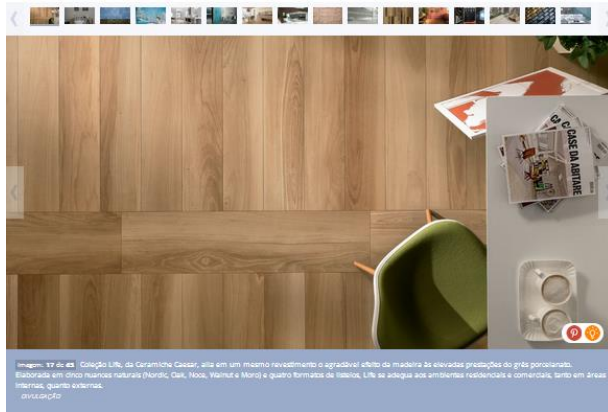 CASE DA ABITARE
Imagem: 17 de 63 Coleção Life, da Ceramiche Caesar, alia em um mesmo revestimento o agradável efeito da madeira às elevadas prestações do grês porcelanato.
Elaborada em cinco nuances naturais (Nordic, Oak, Noce, Walnut e Moro) e quatro formatos de listelos, Life se adequa aos ambientes residenciais e comerciais, tanto em áreas
internas, quanto externas.
DIVULGAÇÃO